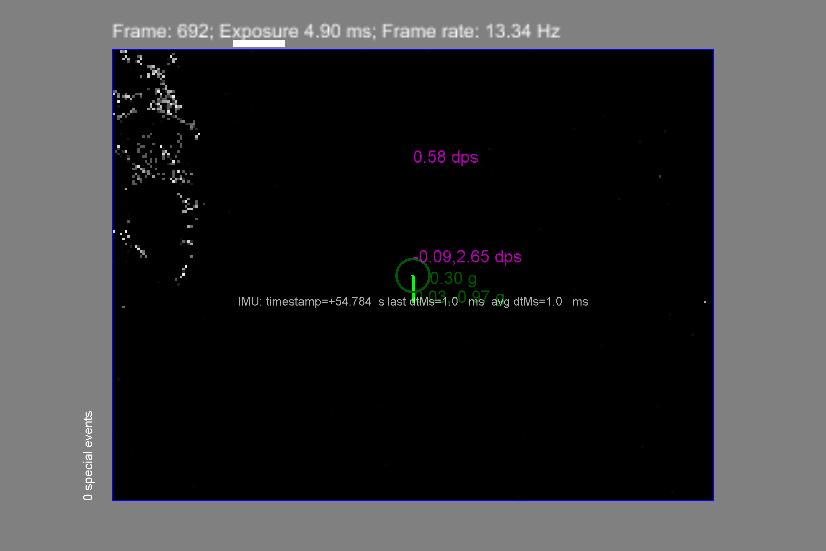 Frame: 692; Exposure 4.90 ms; Frame rate: 13.34 Hz
0.58 dps
-0.09,2.65 dps
0.30 g
IMU: timestamp=+54.784 s last dtMs=1.0 ms avg dtMs=1.0 ms
0 special events